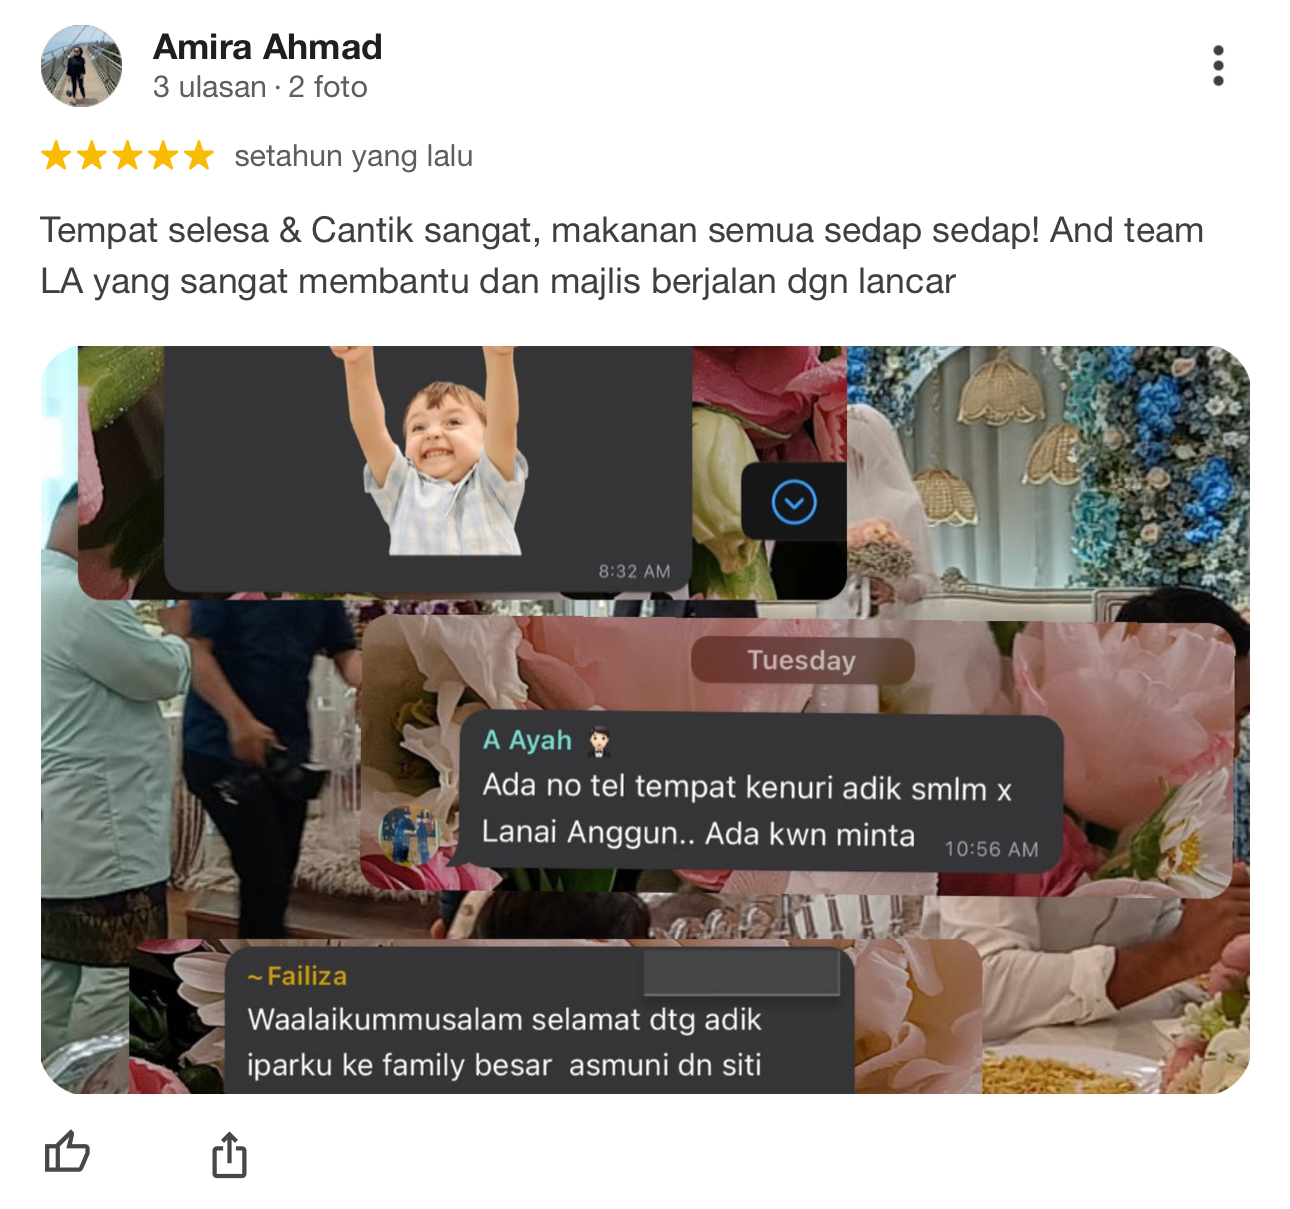 Amira Ahmad
3 ulasan · 2 foto
setahun yang lalu
Tempat selesa & Cantik sangat, makanan semua sedap sedap! And team
LA yang sangat membantu dan majlis berjalan dgn lancar
8:32 AM
Tuesday
A Ayah 🤵🏻
Ada no tel tempat kenuri adik smlm x
Lanai Anggun.. Ada kwn minta
10:56 AM
~Failiza
Waalaikummusalam selamat dtg adik
iparku ke family besar asmuni dn siti